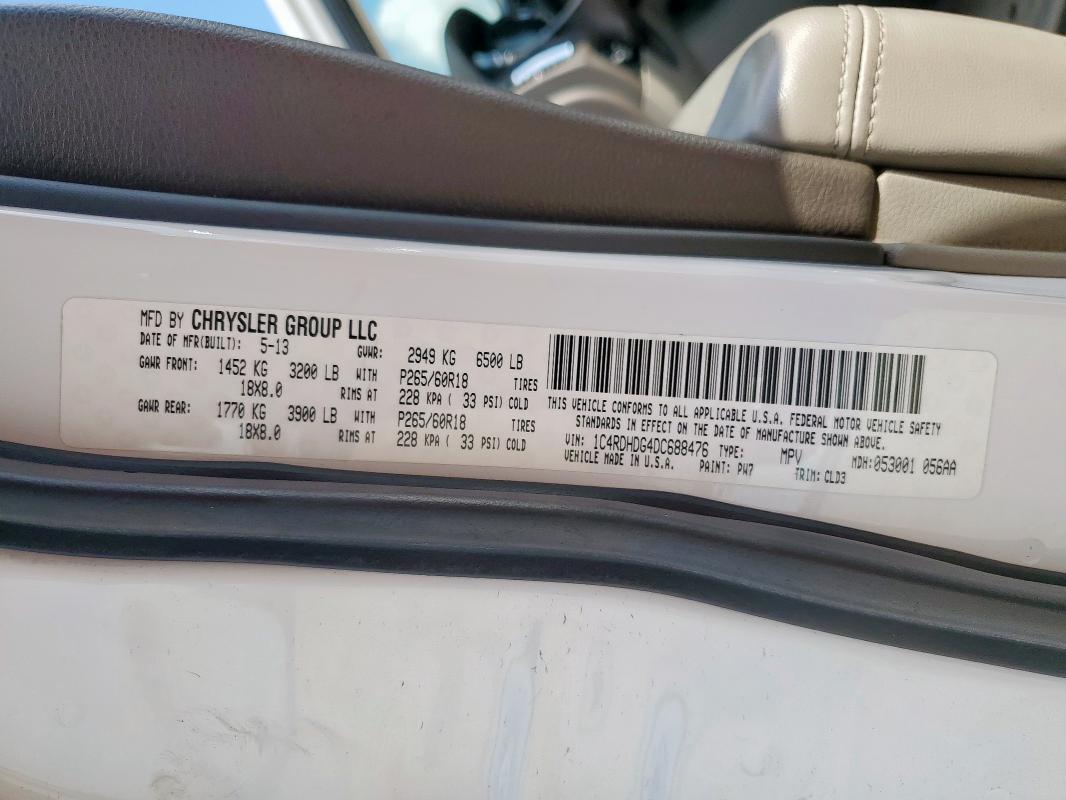 MFD BY CHRYSLER GROUP LLC
DATE OF MFR(BUILT): 5-13 GVWR: 2949 KG 6500 LB
GAWR FRONT: 1452 KG 3200 LB WITH P265/60R18 TIRES
18X8.0 RIMS AT 228 KPA ( 33 PSI) COLD
GAWR REAR: 1770 KG 3900 LB WITH P265/60R18 TIRES
18X8.0 RIMS AT 228 KPA ( 33 PSI) COLD
THIS VEHICLE CONFORMS TO ALL APPLICABLE U.S.A. FEDERAL MOTOR VEHICLE SAFETY
STANDARDS IN EFFECT ON THE DATE OF MANUFACTURE SHOWN ABOVE.
VIN: 1C4RDHDG4DC688476 TYPE: MPV MDH:053001 056AA
VEHICLE MADE IN U.S.A. PAINT: PW7 TRIM: CLD3